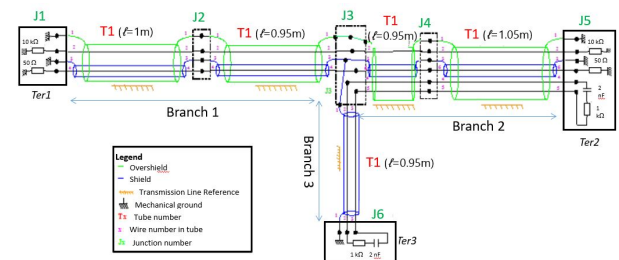 J1
J2
J3
J4
J5
T1 (ℓ=1m)
T1 (ℓ=0.95m)
T1
(ℓ=0.95m)
T1 (ℓ=1.05m)
10 kΩ
50 Ω
10 kΩ
50 Ω
2
nF
1
kΩ
Ter1
Ter2
Branch 1
Branch 2
Branch 3
T1 (ℓ=0.95m)
J6
1 kΩ 2 nF
Ter3
Legend
Overshield
Shield
Transmission Line Reference
Mechanical ground
Tx Tube number
x Wire number in tube
Jx Junction number